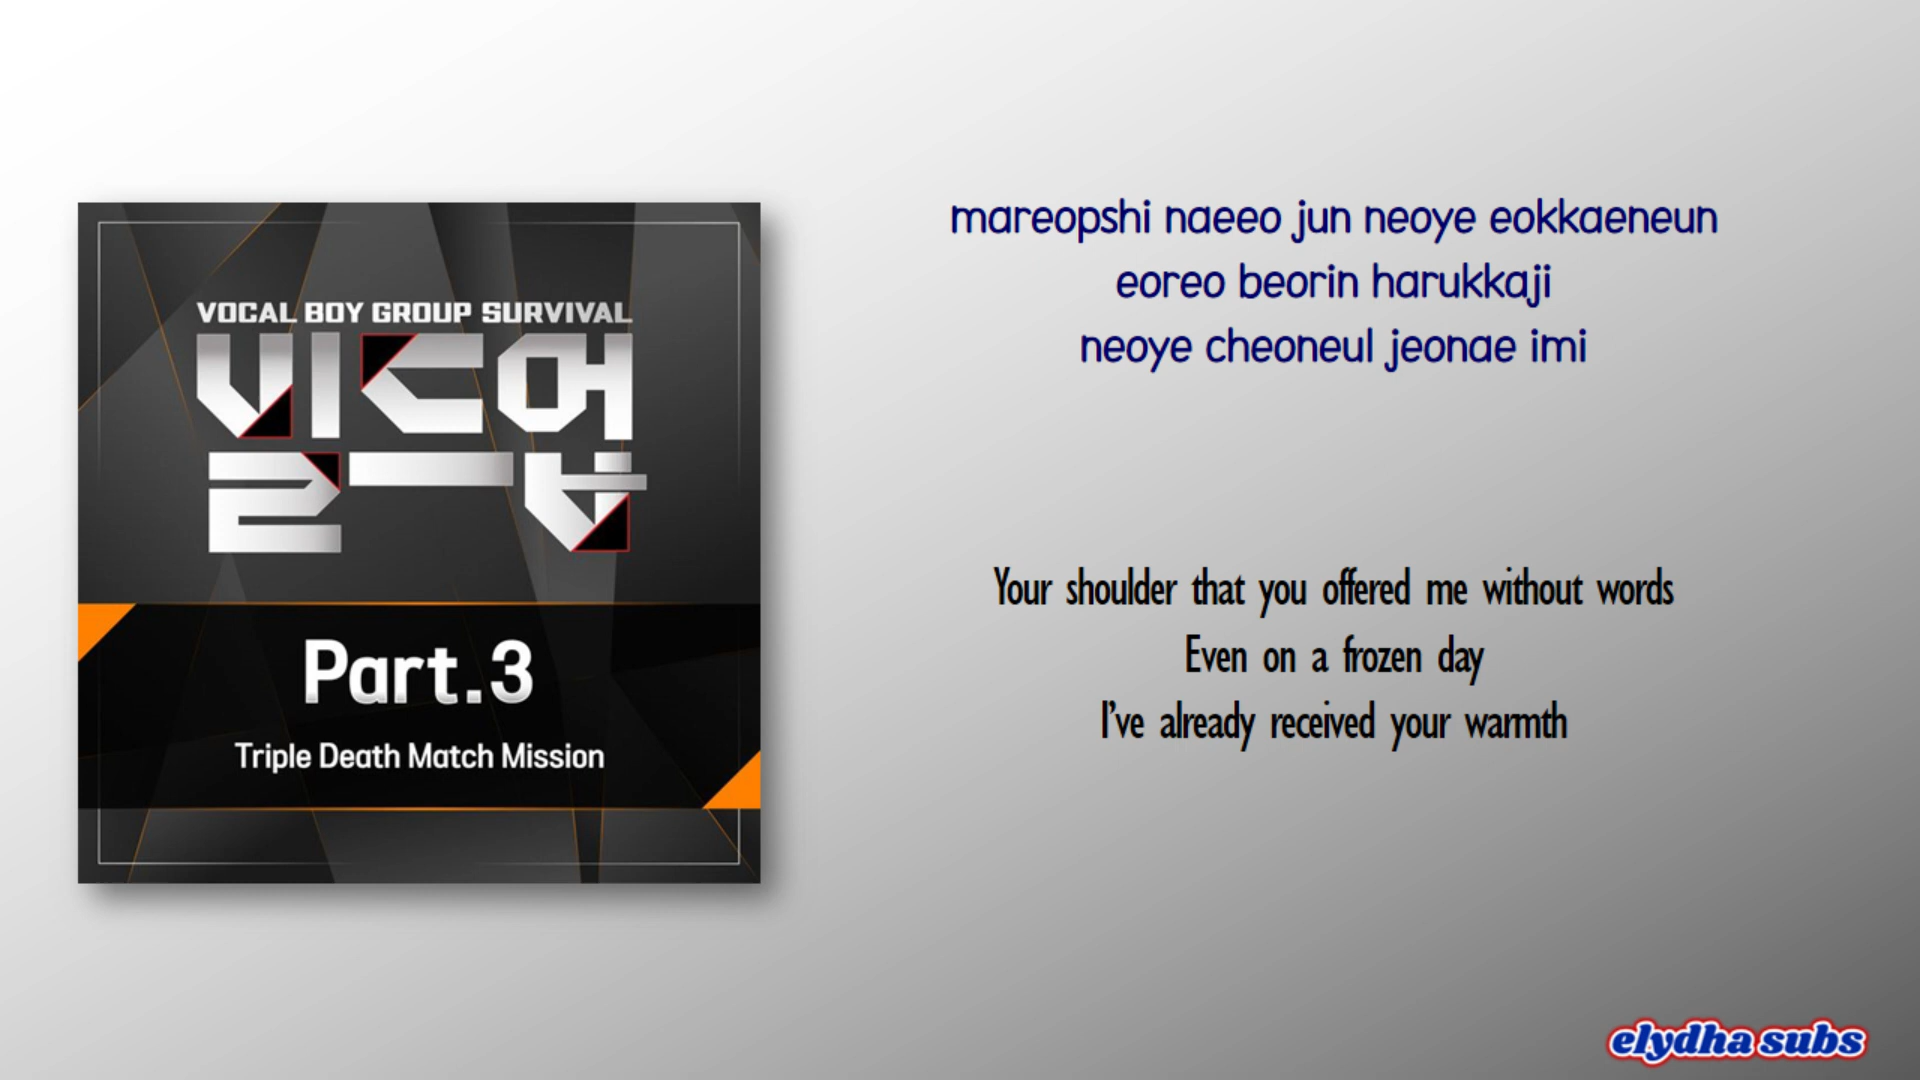 VOCAL BOY GROUP SURVIVAL
빌드업
Part.3
Triple Death Match Mission
mareopshi naeeo jun neoye eokkaeneun
eoreo beorin harukkaji
neoye cheoneul jeonae imi
Your shoulder that you offered me without words
Even on a frozen day
I've already received your warmth
elydha subs